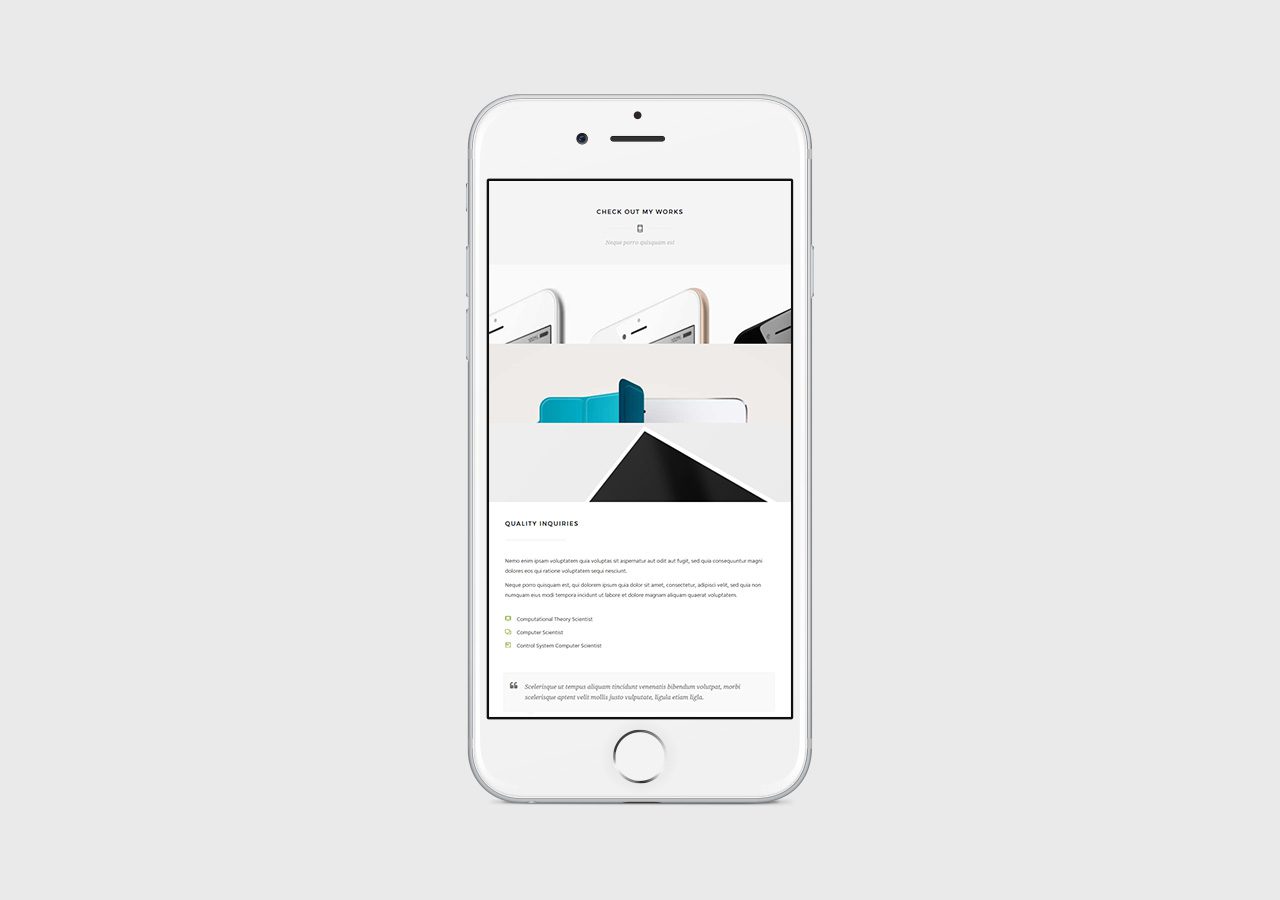 CHECK OUT MY WORKS
Neque porro quisquam est
QUALITY INQUIRIES
Nemo enim ipsam voluptatem quia voluptas sit aspernatur aut odit aut fugit, sed quia consequuntur magni
dolores eos qui ratione voluptatem sequi nesciunt.
Neque porro quisquam est, qui dolorem ipsum quia dolor sit amet, consectetur, adipisci velit, sed quia non
numquam eius modi tempora incidunt ut labore et dolore magnam aliquam quaerat voluptatem.
Computational Theory Scientist
Computer Scientist
Control System Computer Scientist
Scelerisque ut tempus aliquam tincidunt venenatis bibendum volutpat, morbi
scelerisque aptent velit mollis justo vulputate, ligula etiam ligla.